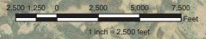 2,500 1,250 0 2,500 5,000 7,500
Feet
1 inch = 2,500 feet